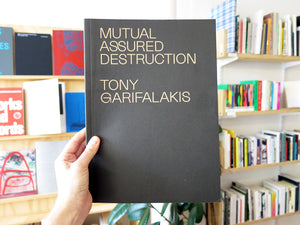 MUTUAL
ASSURED
DESTRUCTION
TONY
GARIFALAKIS